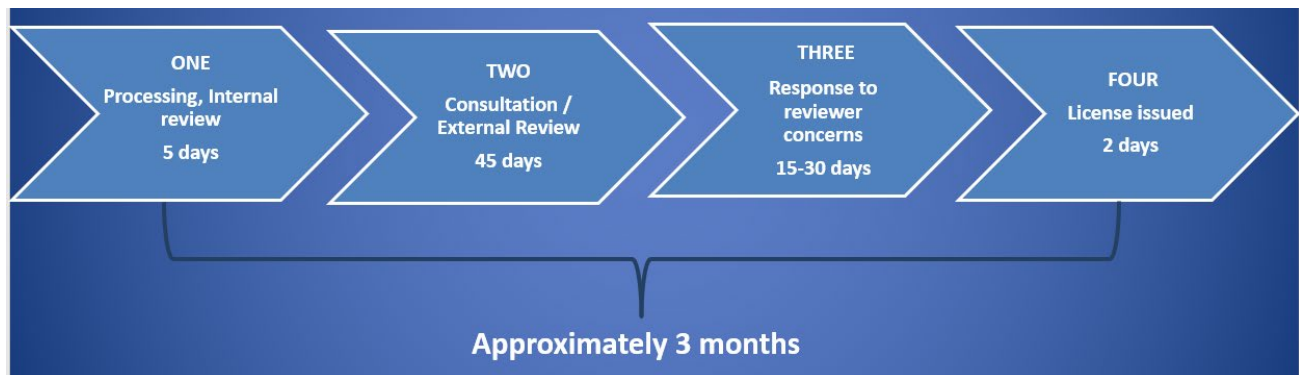 ONE
Processing, Internal
review
5 days
TWO
Consultation /
External Review
45 days
THREE
Response to
reviewer
concerns
15-30 days
FOUR
License issued
2 days
Approximately 3 months